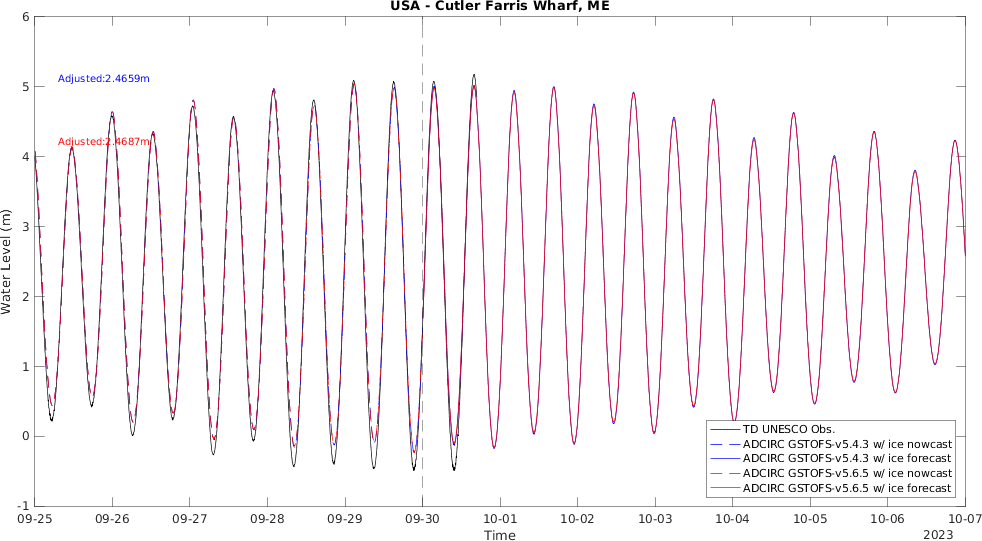 USA - Cutler Farris Wharf, ME
6
5
4
3
2
1
0
-1
Water Level (m)
Adjusted:2.4659m
Adjusted:2.4687m
TD UNESCO Obs.
ADCIRC GSTOFS-v5.4.3 w/ ice nowcast
ADCIRC GSTOFS-v5.4.3 w/ ice forecast
ADCIRC GSTOFS-v5.6.5 w/ ice nowcast
ADCIRC GSTOFS-v5.6.5 w/ ice forecast
09-25 09-26 09-27 09-28 09-29 09-30 10-01 10-02 10-03 10-04 10-05 10-06 10-07
Time
2023